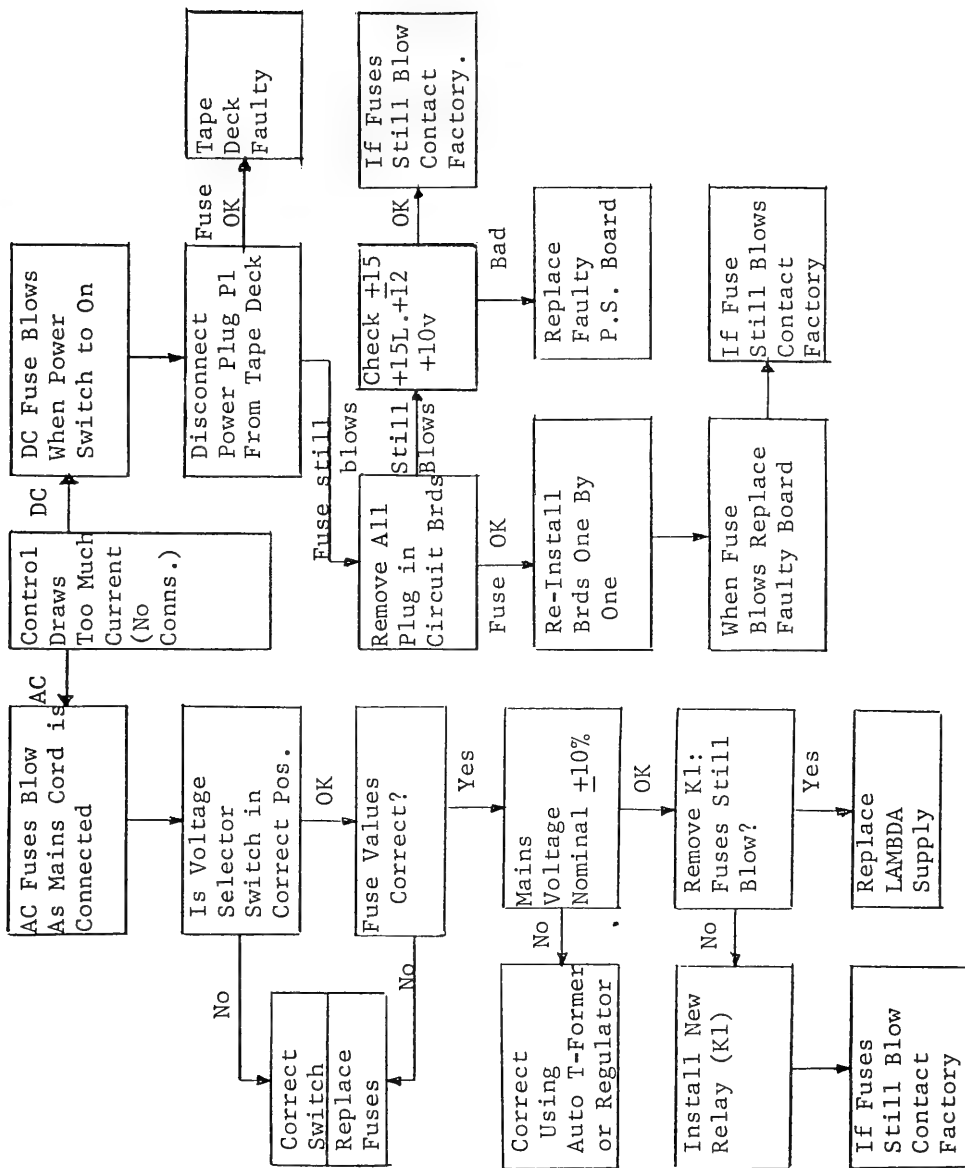 Control
Draws
Too Much
Current
(No
Conns.)
AC
DC
AC Fuses Blow
As Mains Cord is
Connected
Is Voltage
Selector
Switch in
Correct Pos.
No
OK
Correct
Switch
Replace
Fuses
Fuse Values
Correct?
No
Yes
Mains
Voltage
Nominal ±10%
No
OK
Correct
Using
Auto T-Former
or Regulator
Remove K1:
Fuses Still
Blow?
No
Yes
Install New
Relay (K1)
Replace
LAMBDA
Supply
If Fuses
Still Blow
Contact
Factory
DC Fuse Blows
When Power
Switch to On
Disconnect
Power Plug P1
From Tape Deck
Fuse
OK
Tape
Deck
Faulty
Fuse still
blows
Remove All
Plug in
Circuit Brds
Still
Blows
Fuse OK
Check +15
+15L.±12
+10v
OK
If Fuses
Still Blow
Contact
Factory.
Bad
Replace
Faulty
P.S. Board
Re-Install
Brds One By
One
When Fuse
Blows Replace
Faulty Board
If Fuse
Still Blows
Contact
Factory